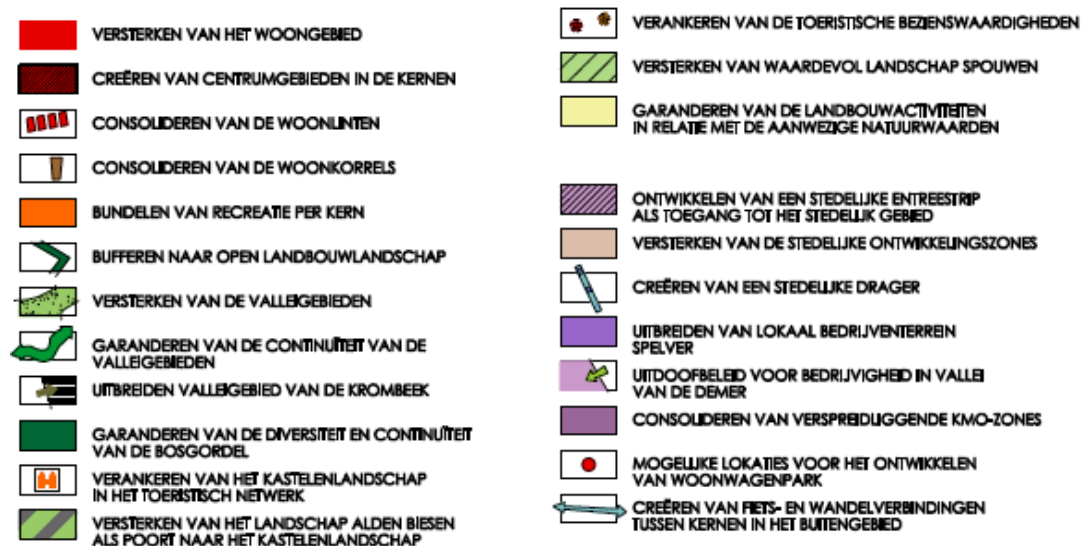 VERSTERKEN VAN HET WOONGEBIED
CREËREN VAN CENTRUMGEBIEDEN IN DE KERNEN
CONSOLIDEREN VAN DE WOONLINTEN
CONSOLIDEREN VAN DE WOONKORRELS
BUNDELEN VAN RECREATIE PER KERN
BUFFEREN NAAR OPEN LANDBOUWLANDSCHAP
VERSTERKEN VAN DE VALLEIGEBIEDEN
GARANDEREN VAN DE CONTINUÏTEIT VAN DE
VALLEIGEBIEDEN
UITBREIDEN VALLEIGEBIED VAN DE KROMBEEK
GARANDEREN VAN DE DIVERSITEIT EN CONTINUÏTEIT
VAN DE BOSGORDEL
VERANKEREN VAN HET KASTELENLANDSCHAP
IN HET TOERISTISCH NETWERK
VERSTERKEN VAN HET LANDSCHAP ALDEN BIESEN
ALS POORT NAAR HET KASTELENLANDSCHAP
VERANKEREN VAN DE TOERISTISCHE BEZIENSWAARDIGHEDEN
VERSTERKEN VAN WAARDEVOL LANDSCHAP SPOUWEN
GARANDEREN VAN DE LANDBOUWACTIVITEITEN
IN RELATIE MET DE AANWEZIGE NATUURWAARDEN
ONTWIKKELEN VAN EEN STEDELIJKE ENTREESTRIP
ALS TOEGANG TOT HET STEDELIJK GEBIED
VERSTERKEN VAN DE STEDELIJKE ONTWIKKELINGSZONES
CREËREN VAN EEN STEDELIJKE DRAGER
UITBREIDEN VAN LOKAAL BEDRIJVENTERREIN
SPELVER
UITDOOFBELEID VOOR BEDRIJVIGHEID IN VALLEI
VAN DE DEMER
CONSOLIDEREN VAN VERSPREIDLIGGENDE KMO-ZONES
MOGELIJKE LOKATIES VOOR HET ONTWIKKELEN
VAN WOONWAGENPARK
CREËREN VAN FIETS- EN WANDELVERBINDINGEN
TUSSEN KERNEN IN HET BUITENGEBIED